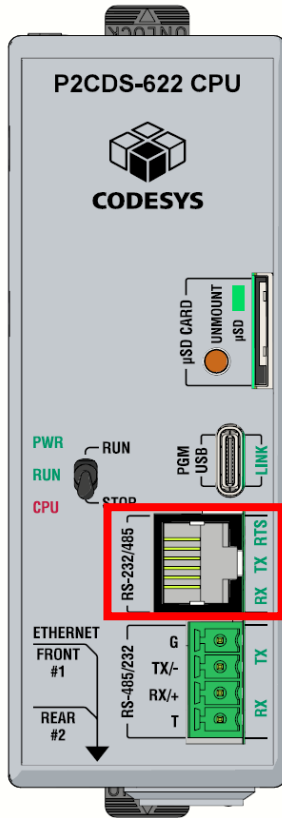 UNLOCK
P2CDS-622 CPU
CODESYS
µSD CARD
UNMOUNT
µSD
PWR
RUN
CPU
RUN
STOP
PGM
USB
LINK
RS-232/485
RTS
TX
RX
ETHERNET
FRONT
#1
REAR
#2
RS-485/232
G
TX/-
RX/+
T
TX
RX
UNLOCK